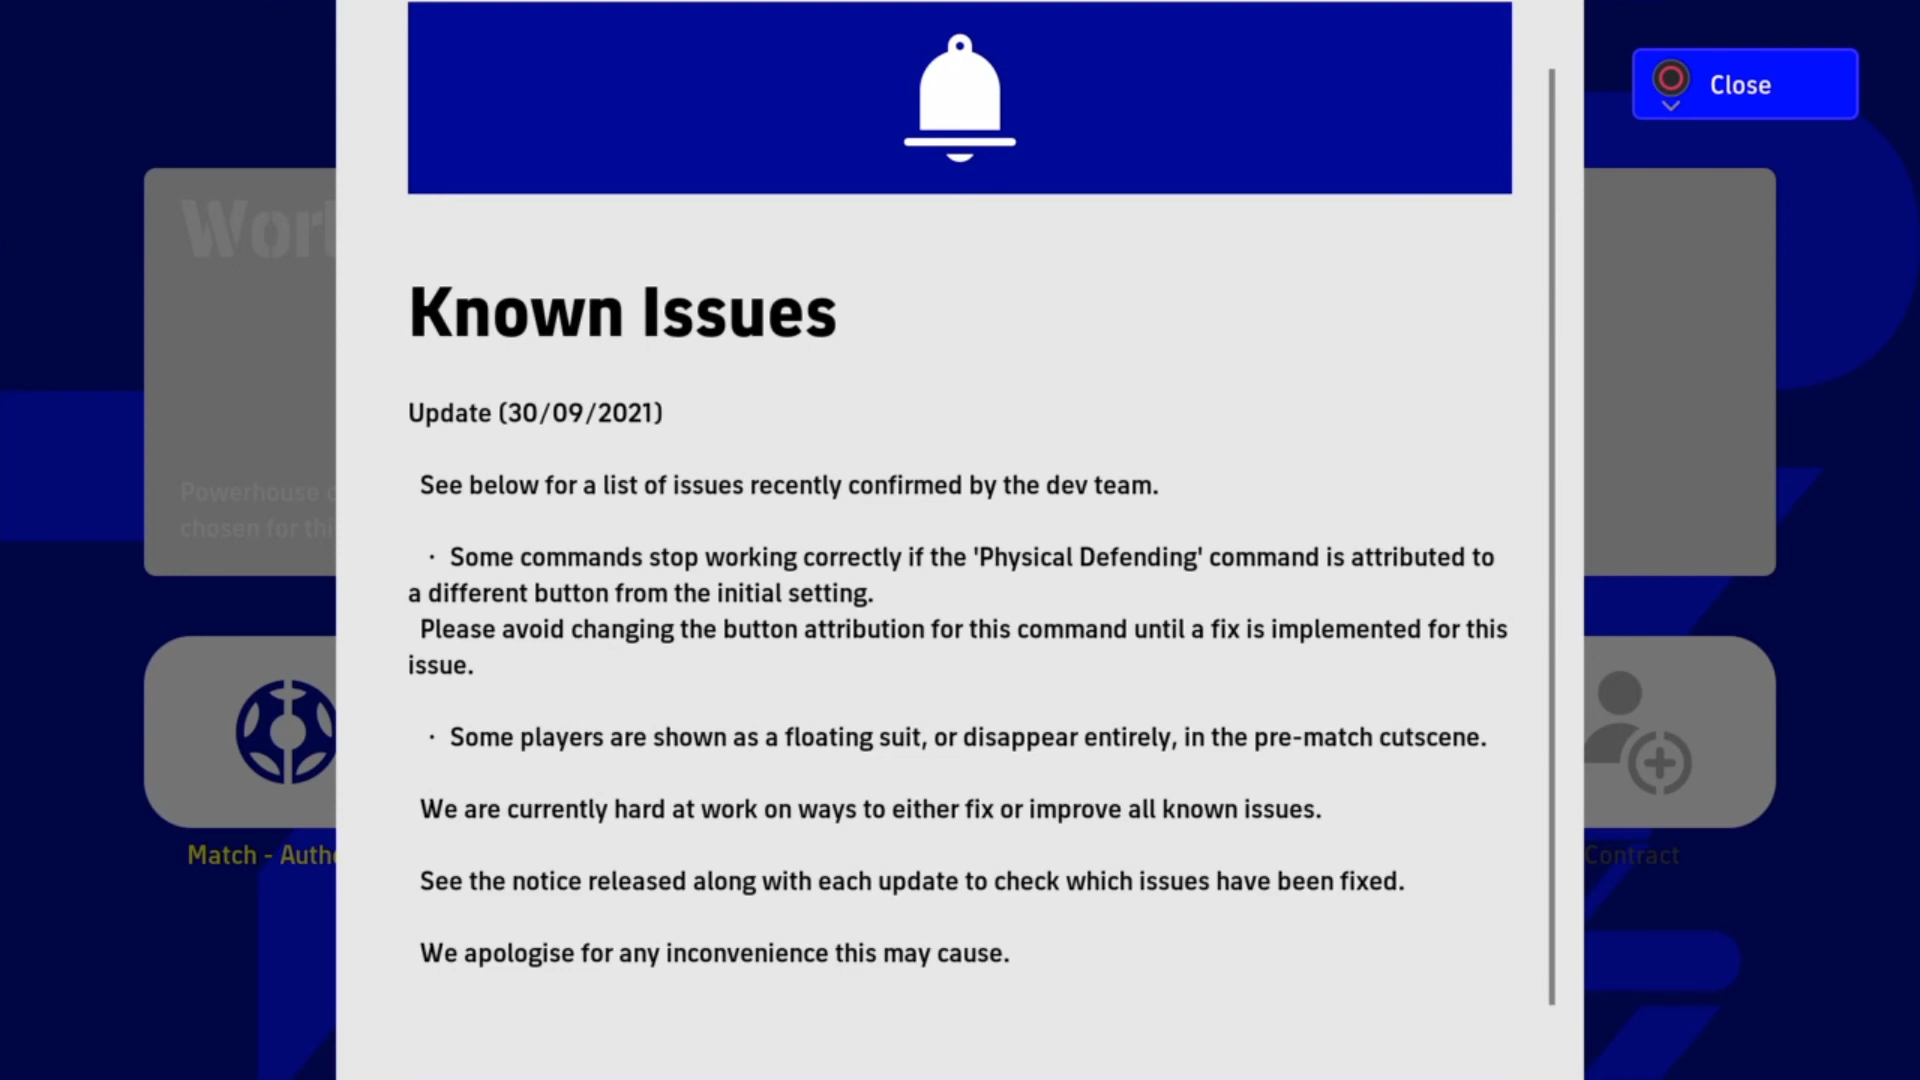 Close
Known Issues
Update (30/09/2021)
See below for a list of issues recently confirmed by the dev team.
· Some commands stop working correctly if the 'Physical Defending' command is attributed to
a different button from the initial setting.
Please avoid changing the button attribution for this command until a fix is implemented for this
issue.
· Some players are shown as a floating suit, or disappear entirely, in the pre-match cutscene.
We are currently hard at work on ways to either fix or improve all known issues.
See the notice released along with each update to check which issues have been fixed.
We apologise for any inconvenience this may cause.
Powerhouse
chosen for
Match -
Contract